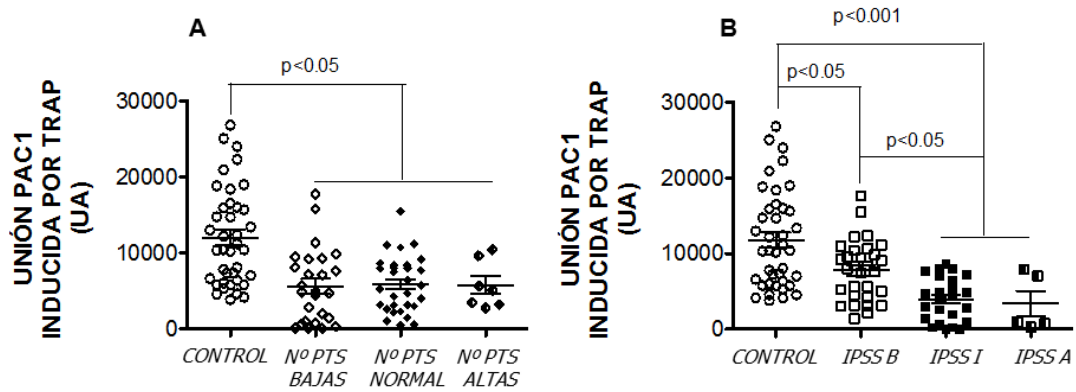 A
p<0.05
UNIÓN PAC1
INDUCIDA POR TRAP
(UA)
30000
20000
10000
0
CONTROL
Nº PTS
BAJAS
Nº PTS
NORMAL
Nº PTS
ALTAS
B
p<0.001
p<0.05
p<0.05
UNIÓN PAC1
INDUCIDA POR TRAP
(UA)
30000
20000
10000
0
CONTROL
IPSS B
IPSS I
IPSS A